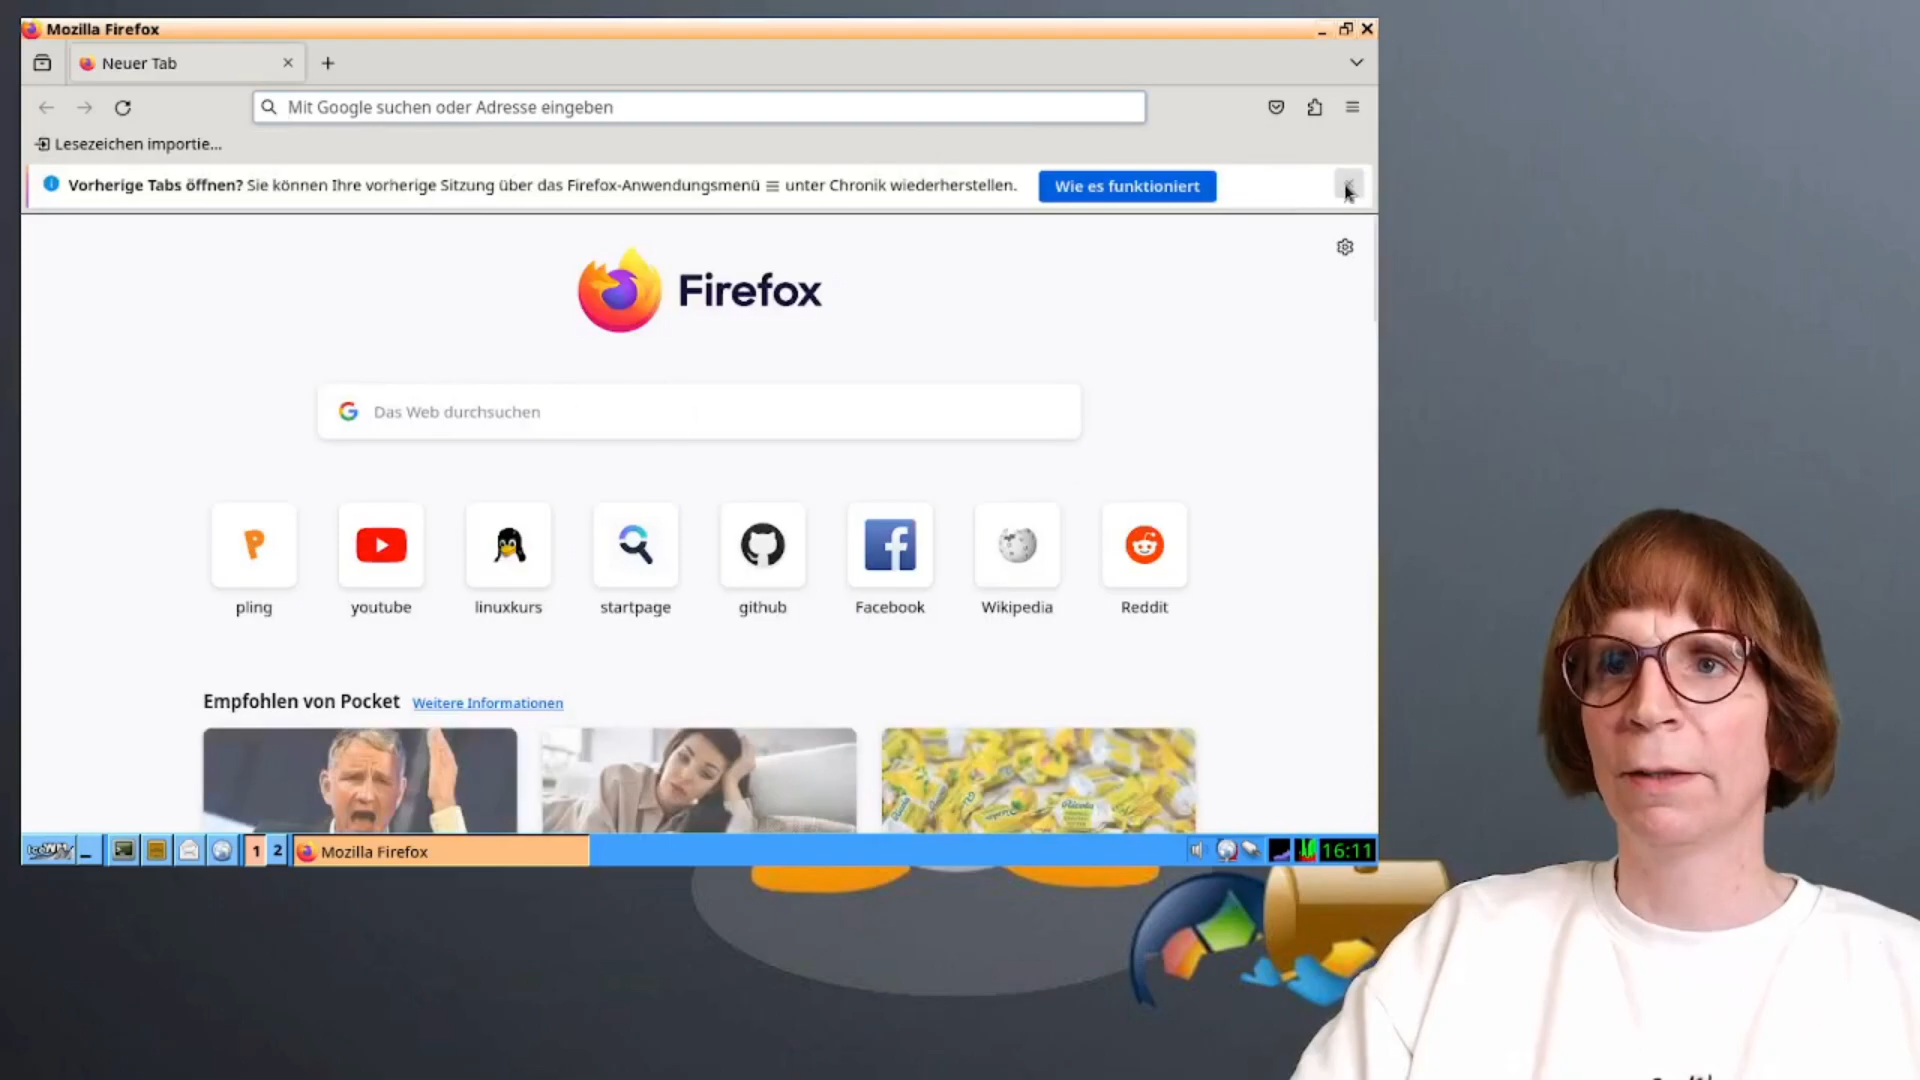 Mozilla Firefox
Neuer Tab
Mit Google suchen oder Adresse eingeben
Lesezeichen importie...
Vorherige Tabs öffnen? Sie können Ihre vorherige Sitzung über das Firefox-Anwendungsmenü ≡ unter Chronik wiederherstellen.
Wie es funktioniert
Firefox
Das Web durchsuchen
pling
youtube
linuxkurs
startpage
github
Facebook
Wikipedia
Reddit
Empfohlen von Pocket Weitere Informationen
Ricola
IceWM
1
2
Mozilla Firefox
16:11